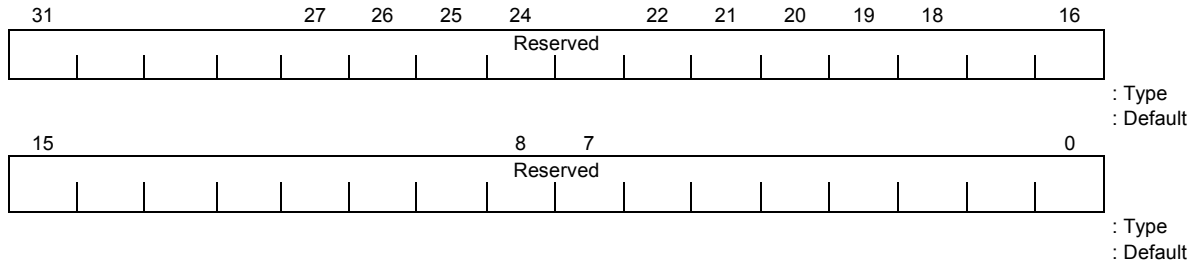 31 27 26 25 24 22 21 20 19 18 16
Reserved
: Type
: Default
15 8 7 0
Reserved
: Type
: Default